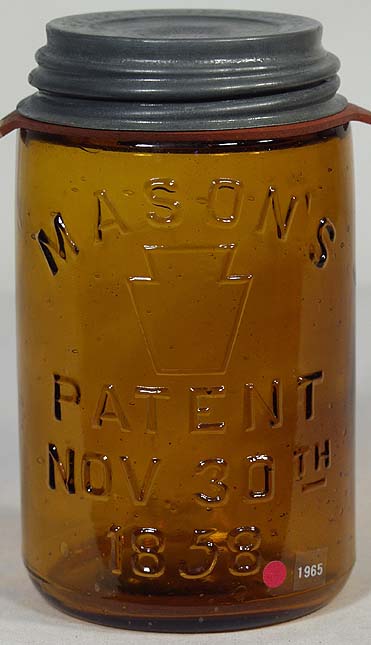 MASON'S
PATENT
NOV 30TH
1858
1965